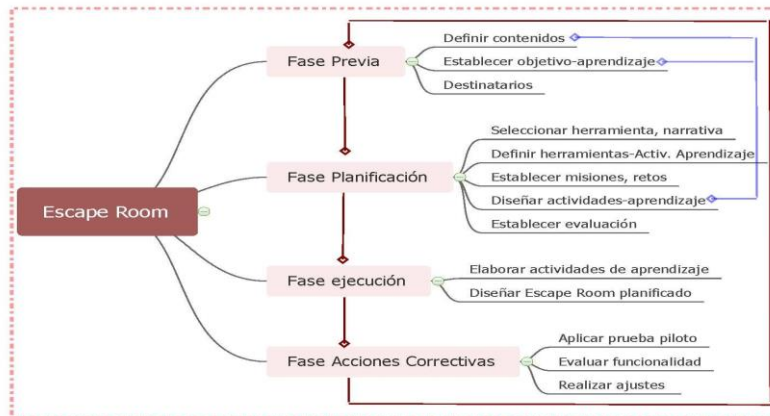 Escape Room
Fase Previa
Definir contenidos
Establecer objetivo-aprendizaje
Destinatarios
Fase Planificación
Seleccionar herramienta, narrativa
Definir herramientas-Activ. Aprendizaje
Establecer misiones, retos
Diseñar actividades-aprendizaje
Establecer evaluación
Fase ejecución
Elaborar actividades de aprendizaje
Diseñar Escape Room planificado
Fase Acciones Correctivas
Aplicar prueba piloto
Evaluar funcionalidad
Realizar ajustes